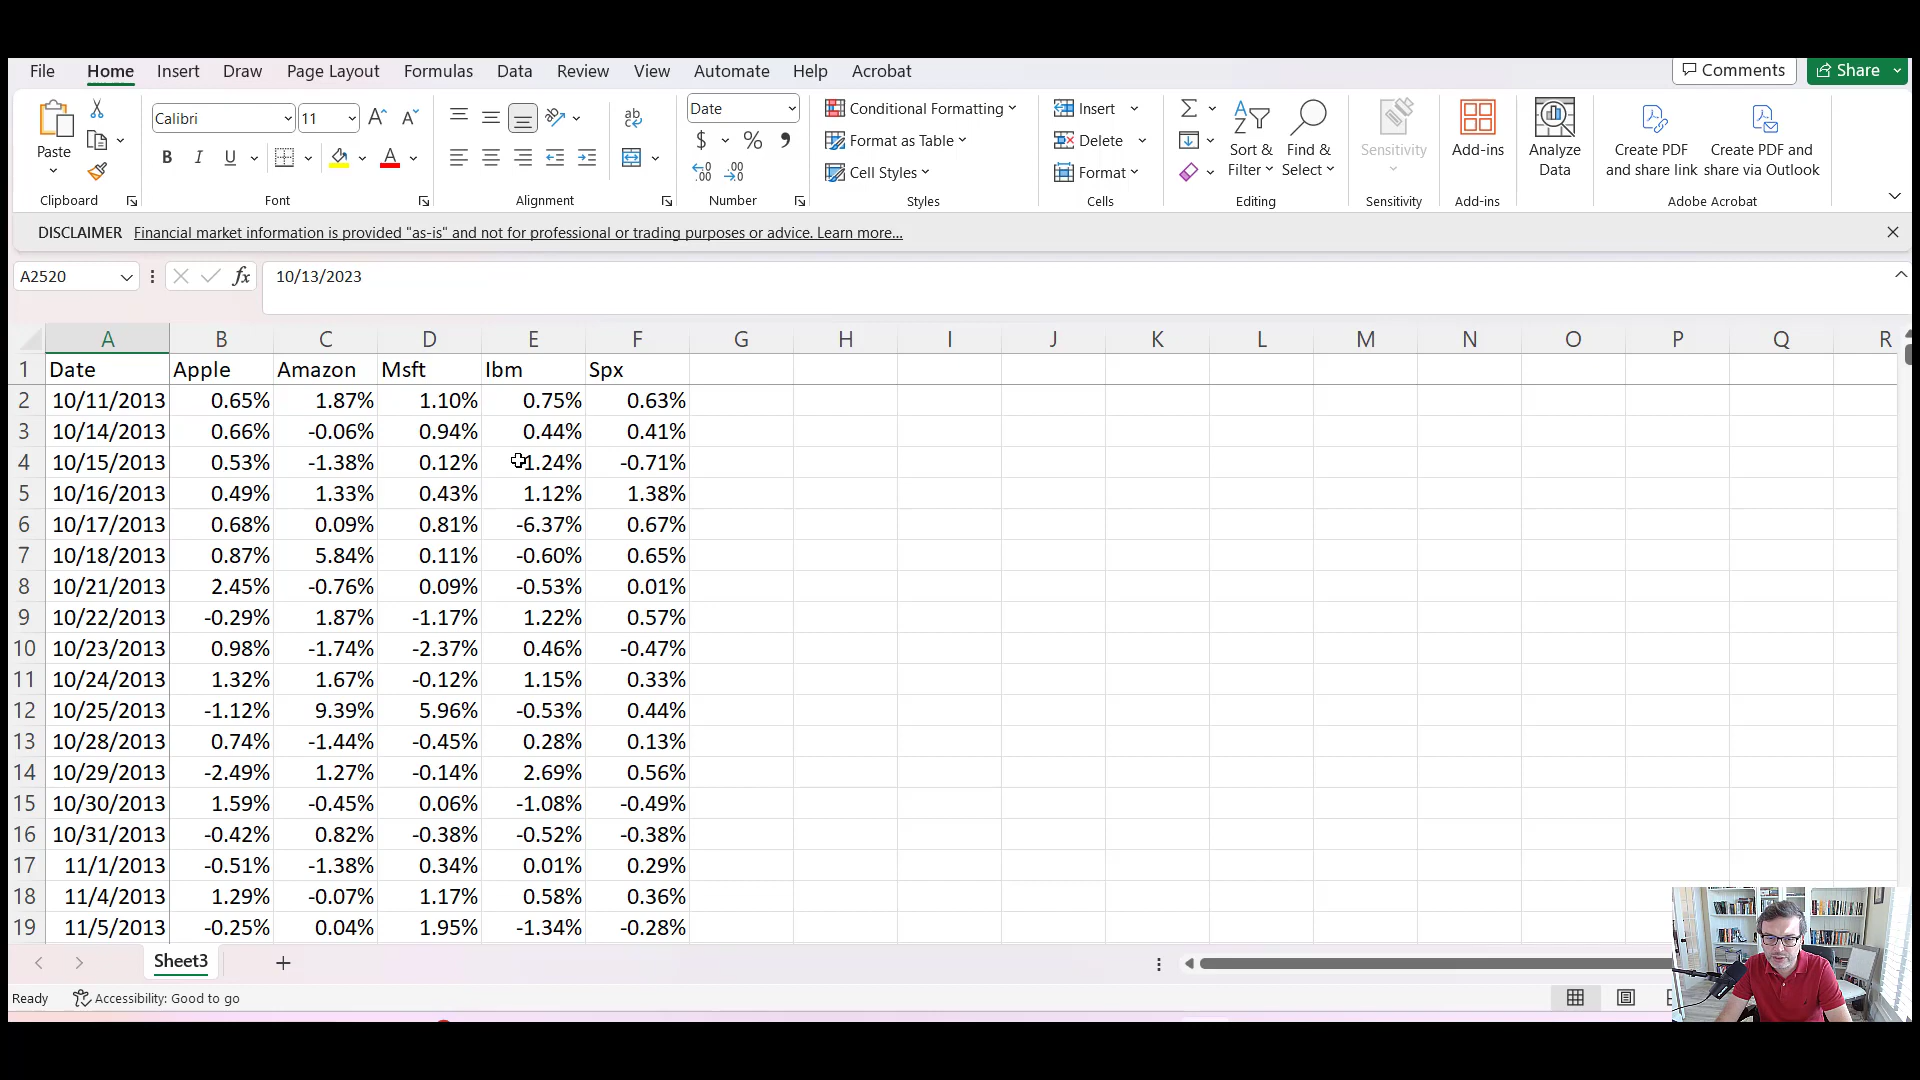 File Home Insert Draw Page Layout Formulas Data Review View Automate Help Acrobat Comments Share
Calibri 11 Date Conditional Formatting Insert
Paste B I U $ % Format as Table Delete Sort & Filter Find & Select Sensitivity Add-ins Analyze Data Create PDF and share link Create PDF and share via Outlook
Cell Styles Format
Clipboard Font Alignment Number Styles Cells Editing Sensitivity Add-ins Adobe Acrobat
DISCLAIMER Financial market information is provided "as-is" and not for professional or trading purposes or advice. Learn more...
A2520 fx 10/13/2023
A B C D E F G H I J K L M N O P Q R
1 Date Apple Amazon Msft Ibm Spx
2 10/11/2013 0.65% 1.87% 1.10% 0.75% 0.63%
3 10/14/2013 0.66% -0.06% 0.94% 0.44% 0.41%
4 10/15/2013 0.53% -1.38% 0.12% 1.24% -0.71%
5 10/16/2013 0.49% 1.33% 0.43% 1.12% 1.38%
6 10/17/2013 0.68% 0.09% 0.81% -6.37% 0.67%
7 10/18/2013 0.87% 5.84% 0.11% -0.60% 0.65%
8 10/21/2013 2.45% -0.76% 0.09% -0.53% 0.01%
9 10/22/2013 -0.29% 1.87% -1.17% 1.22% 0.57%
10 10/23/2013 0.98% -1.74% -2.37% 0.46% -0.47%
11 10/24/2013 1.32% 1.67% -0.12% 1.15% 0.33%
12 10/25/2013 -1.12% 9.39% 5.96% -0.53% 0.44%
13 10/28/2013 0.74% -1.44% -0.45% 0.28% 0.13%
14 10/29/2013 -2.49% 1.27% -0.14% 2.69% 0.56%
15 10/30/2013 1.59% -0.45% 0.06% -1.08% -0.49%
16 10/31/2013 -0.42% 0.82% -0.38% -0.52% -0.38%
17 11/1/2013 -0.51% -1.38% 0.34% 0.01% 0.29%
18 11/4/2013 1.29% -0.07% 1.17% 0.58% 0.36%
19 11/5/2013 -0.25% 0.04% 1.95% -1.34% -0.28%
Sheet3
Ready Accessibility: Good to go